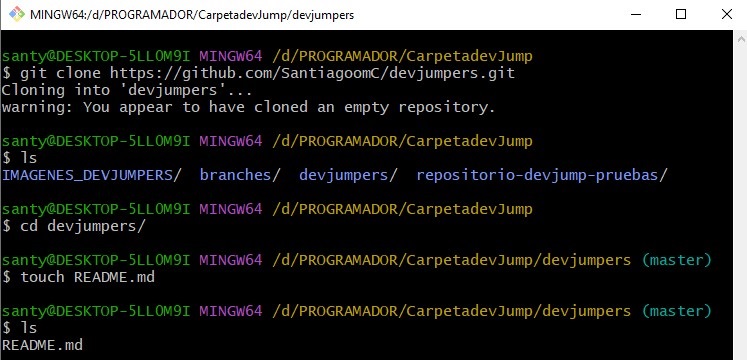 MINGW64:/d/PROGRAMADOR/CarpetadevJump/devjumpers
santy@DESKTOP-5LLOM9I MINGW64 /d/PROGRAMADOR/CarpetadevJump
$ git clone https://github.com/SantiagoomC/devjumpers.git
Cloning into 'devjumpers'...
warning: You appear to have cloned an empty repository.
santy@DESKTOP-5LLOM9I MINGW64 /d/PROGRAMADOR/CarpetadevJump
$ ls
IMAGENES_DEVJUMPERS/  branches/  devjumpers/  repositorio-devjump-pruebas/
santy@DESKTOP-5LLOM9I MINGW64 /d/PROGRAMADOR/CarpetadevJump
$ cd devjumpers/
santy@DESKTOP-5LLOM9I MINGW64 /d/PROGRAMADOR/CarpetadevJump/devjumpers (master)
$ touch README.md
santy@DESKTOP-5LLOM9I MINGW64 /d/PROGRAMADOR/CarpetadevJump/devjumpers (master)
$ ls
README.md